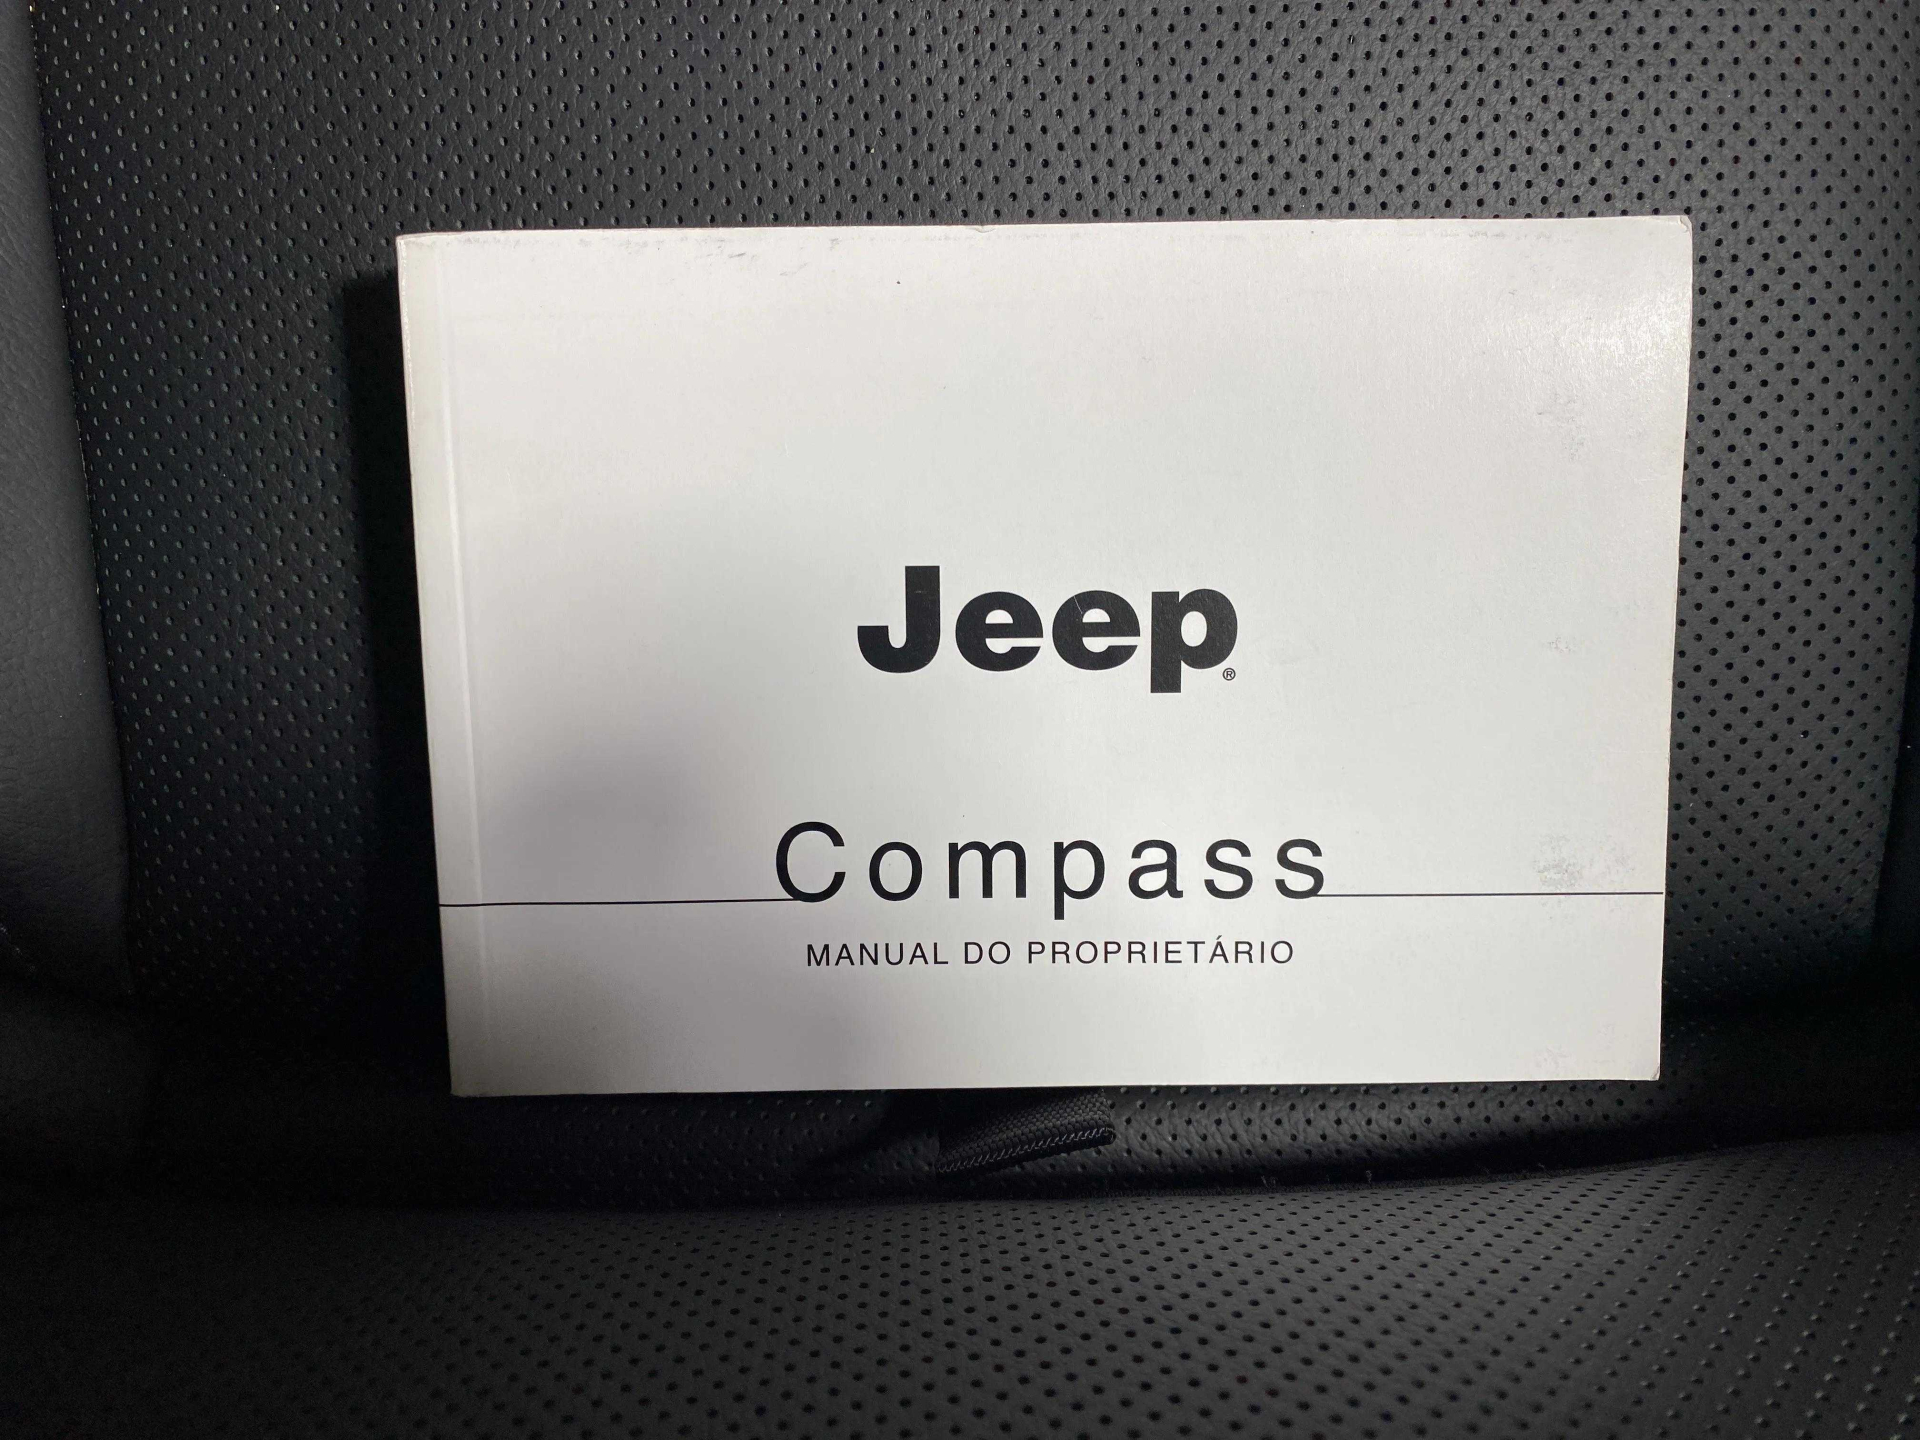 Jeep®
Compass
MANUAL DO PROPRIETÁRIO